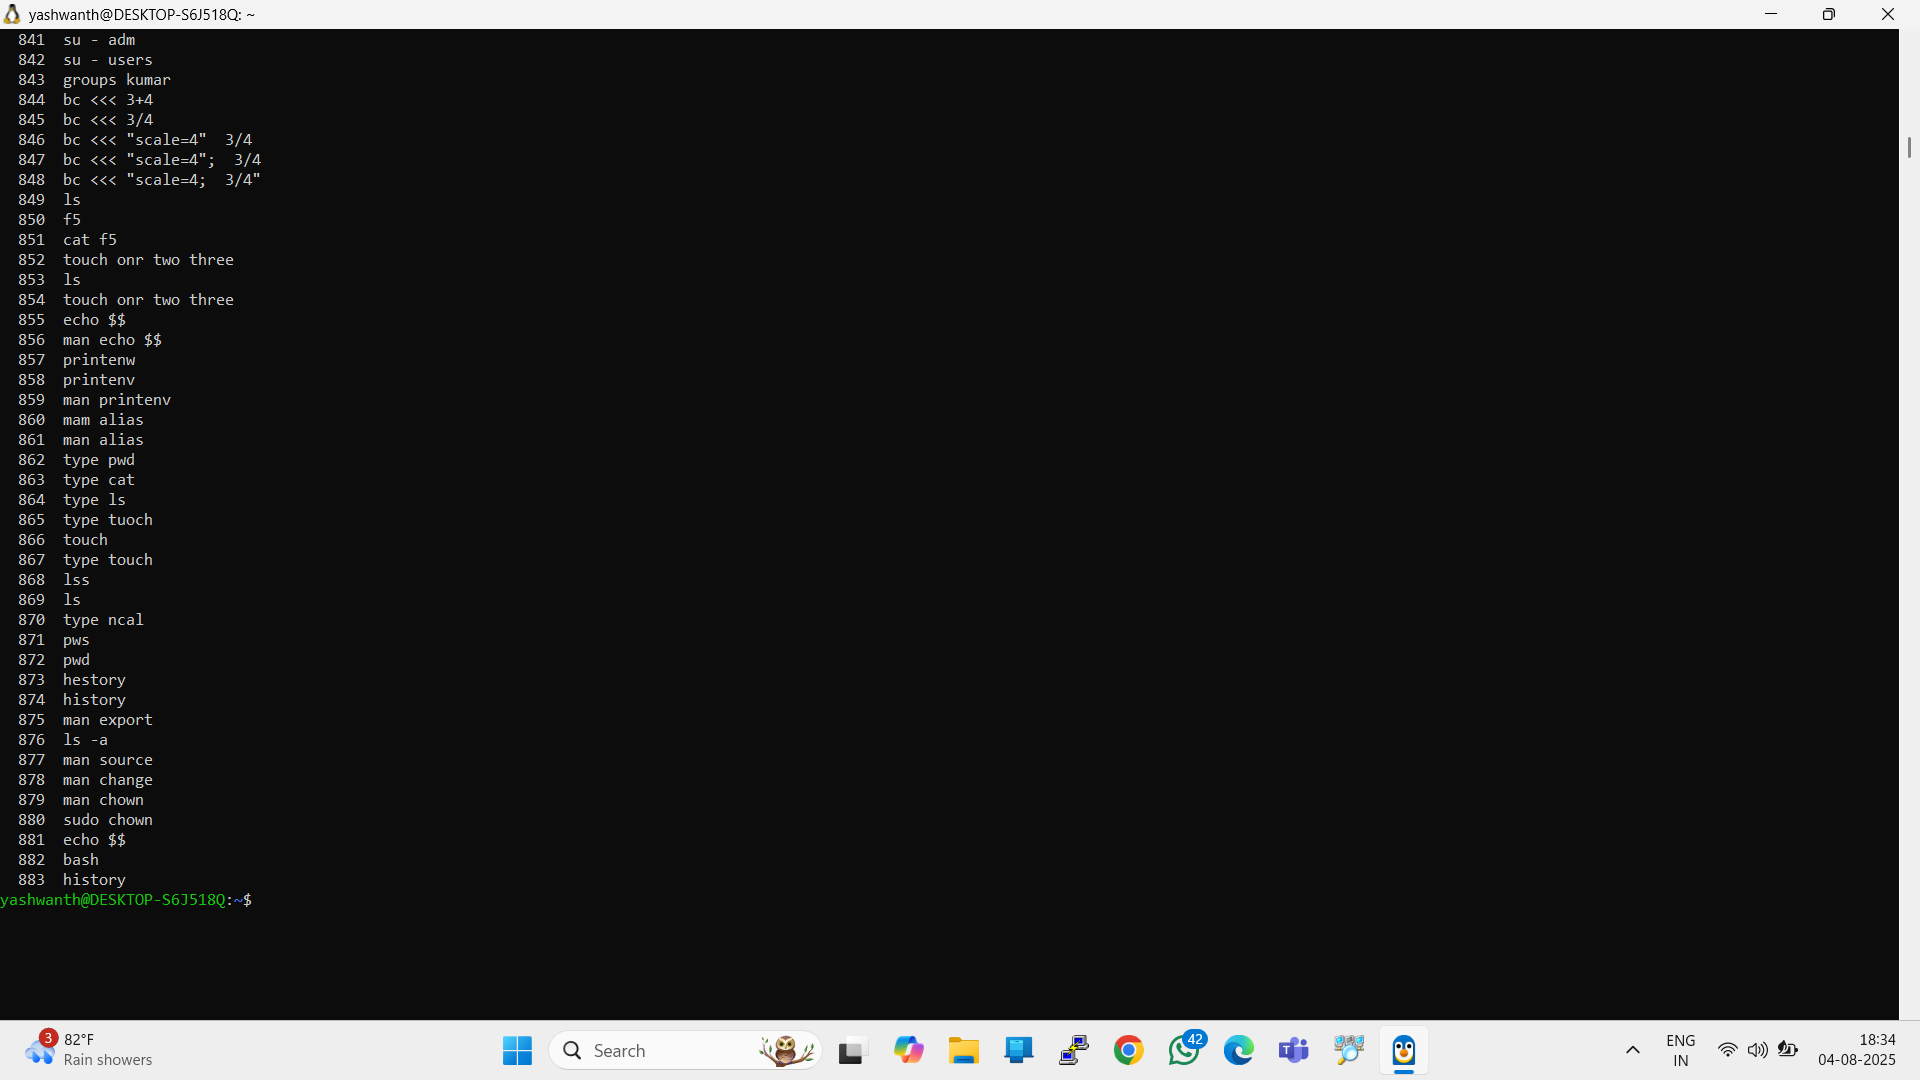 yashwanth@DESKTOP-S6J518Q: ~
841 su - adm
842 su - users
843 groups kumar
844 bc <<< 3+4
845 bc <<< 3/4
846 bc <<< "scale=4"  3/4
847 bc <<< "scale=4";  3/4
848 bc <<< "scale=4;  3/4"
849 ls
850 f5
851 cat f5
852 touch onr two three
853 ls
854 touch onr two three
855 echo $$
856 man echo $$
857 printenw
858 printenv
859 man printenv
860 mam alias
861 man alias
862 type pwd
863 type cat
864 type ls
865 type tuoch
866 touch
867 type touch
868 lss
869 ls
870 type ncal
871 pws
872 pwd
873 hestory
874 history
875 man export
876 ls -a
877 man source
878 man change
879 man chown
880 sudo chown
881 echo $$
882 bash
883 history
yashwanth@DESKTOP-S6J518Q:~$
3
82°F
Rain showers
Search
42
ENG
IN
18:34
04-08-2025